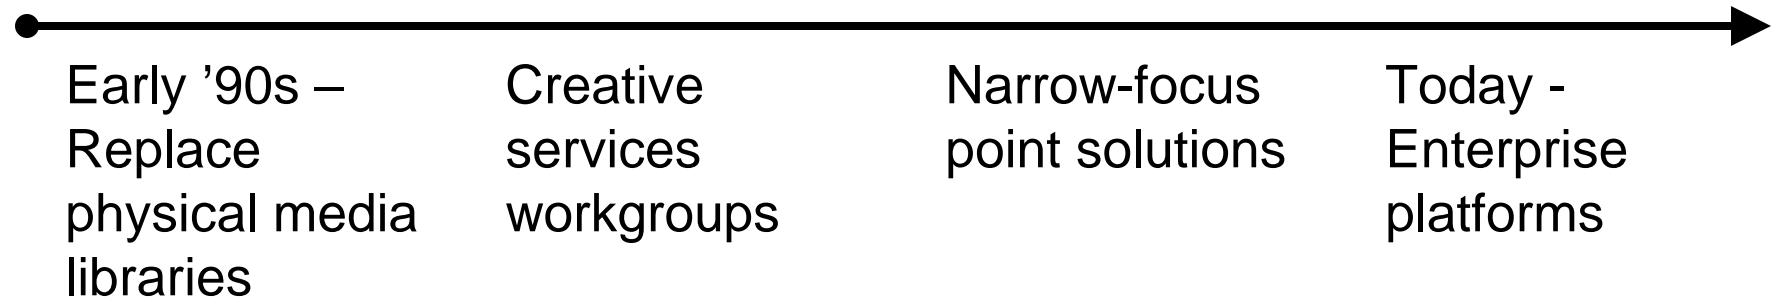 Early ’90s –
Replace
physical media
libraries
Creative
services
workgroups
Narrow-focus
point solutions
Today -
Enterprise
platforms